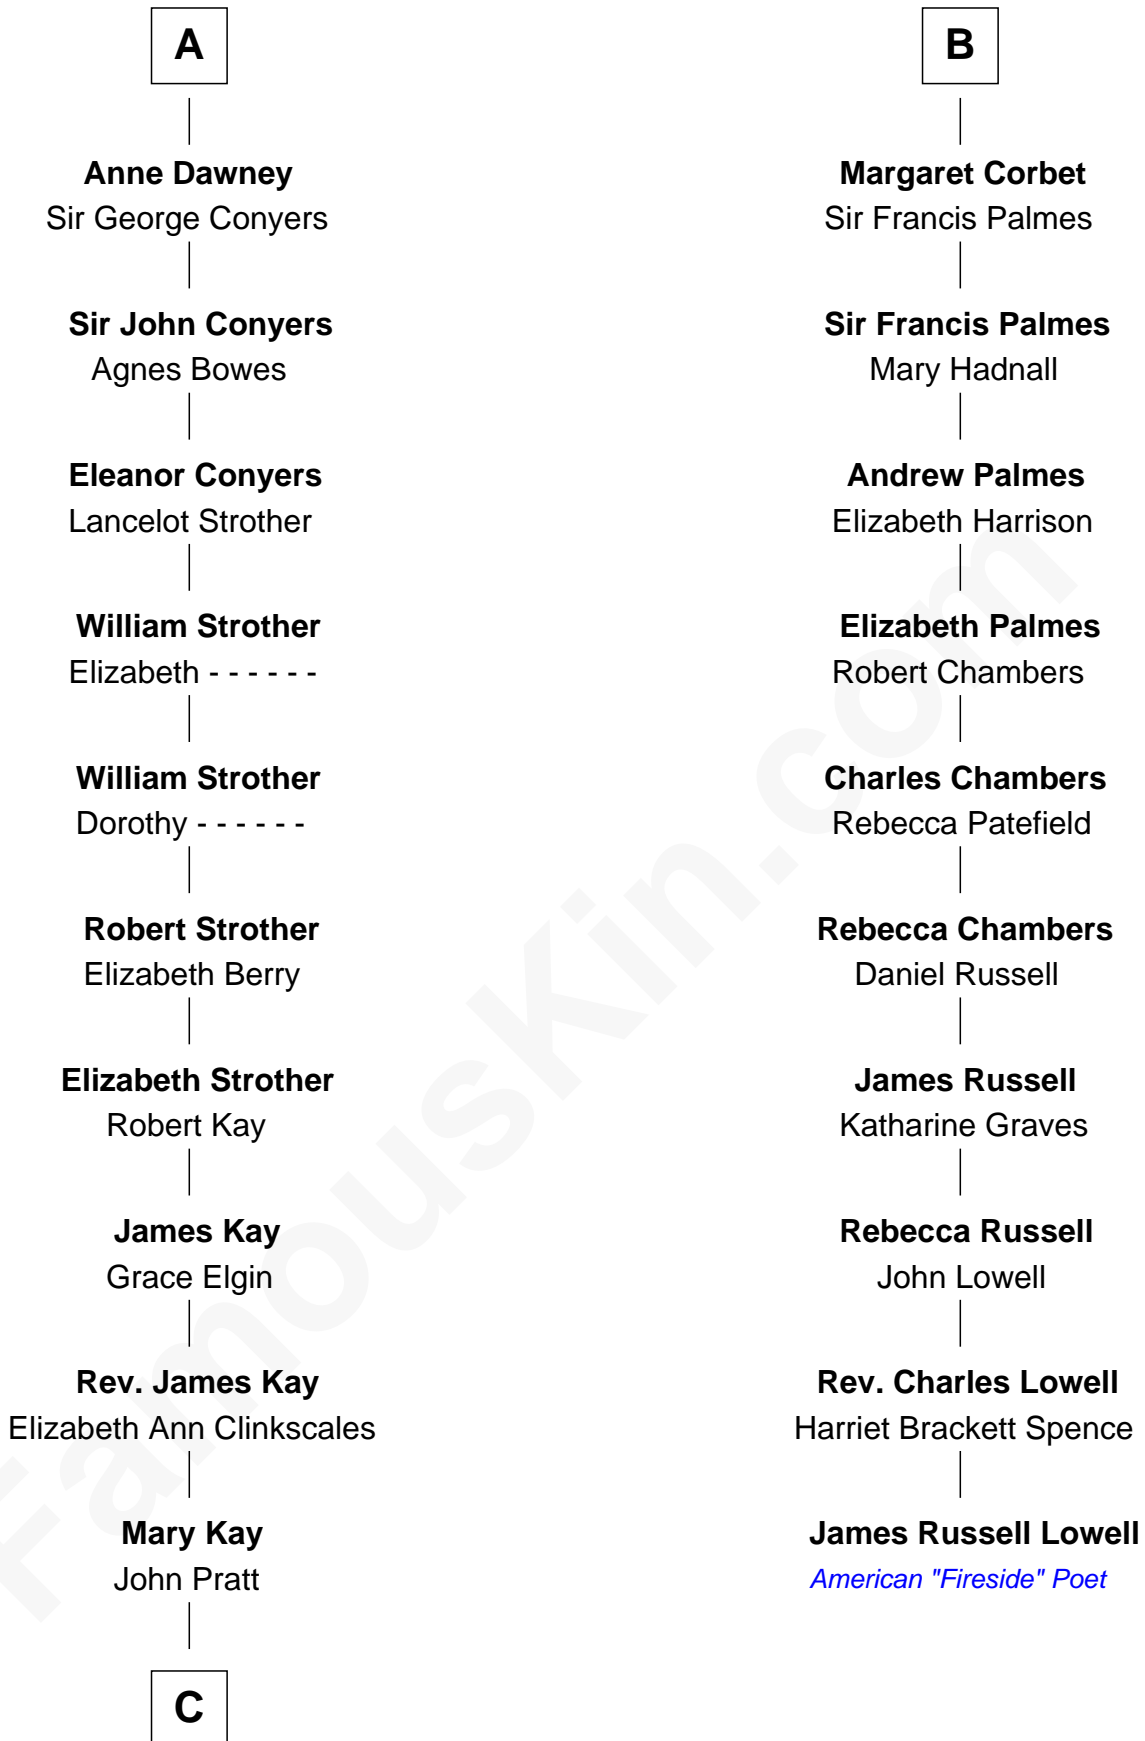 A
Anne Dawney
Sir George Conyers
Sir John Conyers
Agnes Bowes
Eleanor Conyers
Lancelot Strother
William Strother
Elizabeth - - - - - -
William Strother
Dorothy - - - - - -
Robert Strother
Elizabeth Berry
Elizabeth Strother
Robert Kay
James Kay
Grace Elgin
Rev. James Kay
Elizabeth Ann Clinkscales
Mary Kay
John Pratt
C
B
Margaret Corbet
Sir Francis Palmes
Sir Francis Palmes
Mary Hadnall
Andrew Palmes
Elizabeth Harrison
Elizabeth Palmes
Robert Chambers
Charles Chambers
Rebecca Patefield
Rebecca Chambers
Daniel Russell
James Russell
Katharine Graves
Rebecca Russell
John Lowell
Rev. Charles Lowell
Harriet Brackett Spence
James Russell Lowell
American "Fireside" Poet
FamousKin.com